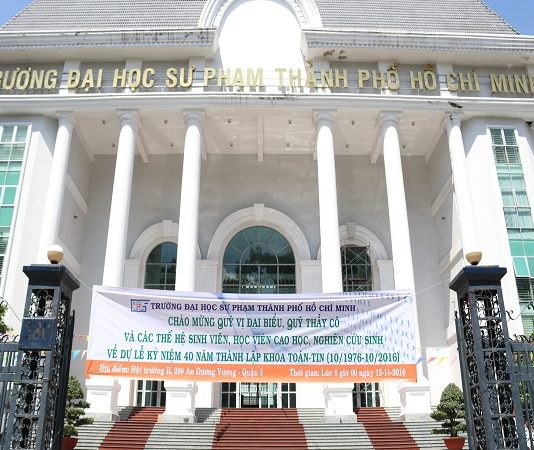 TRƯỜNG ĐẠI HỌC SƯ PHẠM THÀNH PHỐ HỒ CHÍ MINH
TRƯỜNG ĐẠI HỌC SƯ PHẠM THÀNH PHỐ HỒ CHÍ MINH
CHÀO MỪNG QUÝ VỊ ĐẠI BIỂU, QUÝ THẦY CÔ
VÀ CÁC THẾ HỆ SINH VIÊN, HỌC VIÊN CAO HỌC, NGHIÊN CỨU SINH
VỀ DỰ LỄ KỶ NIỆM 40 NĂM THÀNH LẬP KHOA TOÁN-TIN (10/1976-10/2016)
Địa điểm: Hội trường B, 280 An Dương Vương - Quận 5 Thời gian: Lúc 8 giờ 00 ngày 12-11-2016